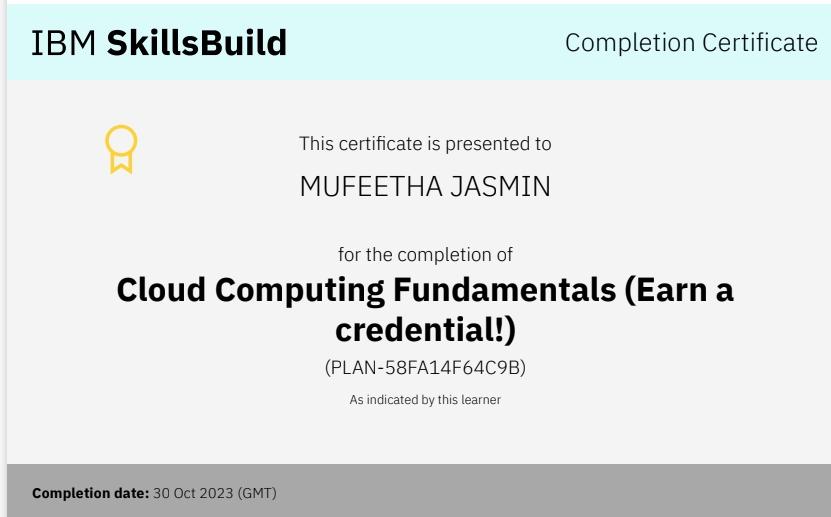 IBM SkillsBuild
Completion Certificate
This certificate is presented to
MUFEETHA JASMIN
for the completion of
Cloud Computing Fundamentals (Earn a
credential!)
(PLAN-58FA14F64C9B)
As indicated by this learner
Completion date: 30 Oct 2023 (GMT)